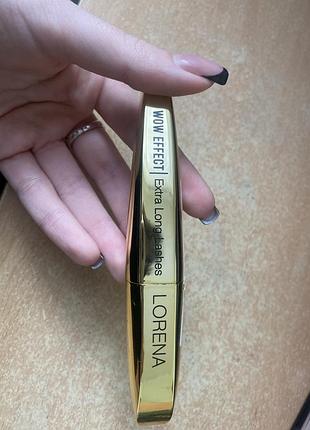 WOW EFFECT| Extra Long Lashes
LORENA